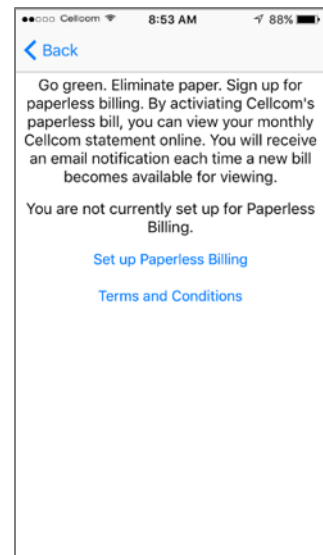 Cellcom 8:53 AM 88%
Back
Go green. Eliminate paper. Sign up for
paperless billing. By activiating Cellcom's
paperless bill, you can view your monthly
Cellcom statement online. You will receive
an email notification each time a new bill
becomes available for viewing.
You are not currently set up for Paperless
Billing.
Set up Paperless Billing
Terms and Conditions